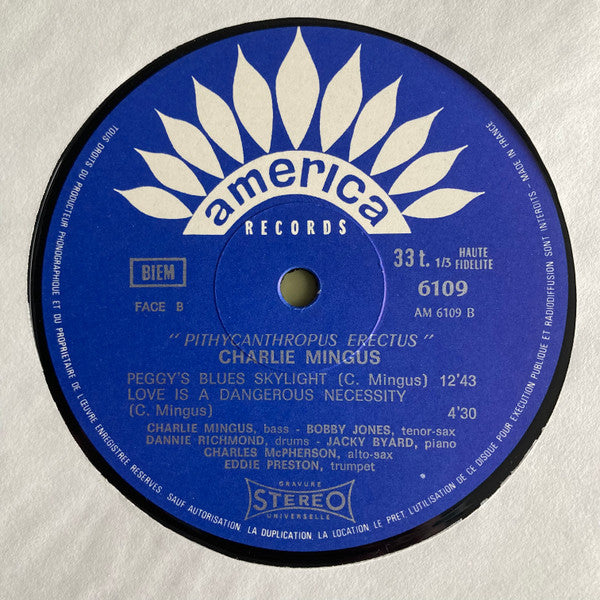 america
RECORDS
BIEM
FACE B
33 t. 1/3 HAUTE FIDELITE
6109
AM 6109 B
" PITHYCANTHROPUS ERECTUS "
CHARLIE MINGUS
PEGGY'S BLUES SKYLIGHT (C. Mingus) 12'43
LOVE IS A DANGEROUS NECESSITY
(C. Mingus) 4'30
CHARLIE MINGUS, bass - BOBBY JONES, tenor-sax
DANNIE RICHMOND, drums - JACKY BYARD, piano
CHARLES McPHERSON, alto-sax
EDDIE PRESTON, trumpet
GRAVURE
STEREO
UNIVERSELLE
TOUS DROITS DU PRODUCTEUR PHONOGRAPHIQUE ET DU PROPRIETAIRE DE L'ŒUVRE ENREGISTREE RESERVES. SAUF AUTORISATION, LA DUPLICATION, LA LOCATION, LE PRET L'UTILISATION DE CE DISQUE POUR EXECUTION PUBLIQUE ET RADIODIFFUSION SONT INTERDITS - MADE IN FRANCE